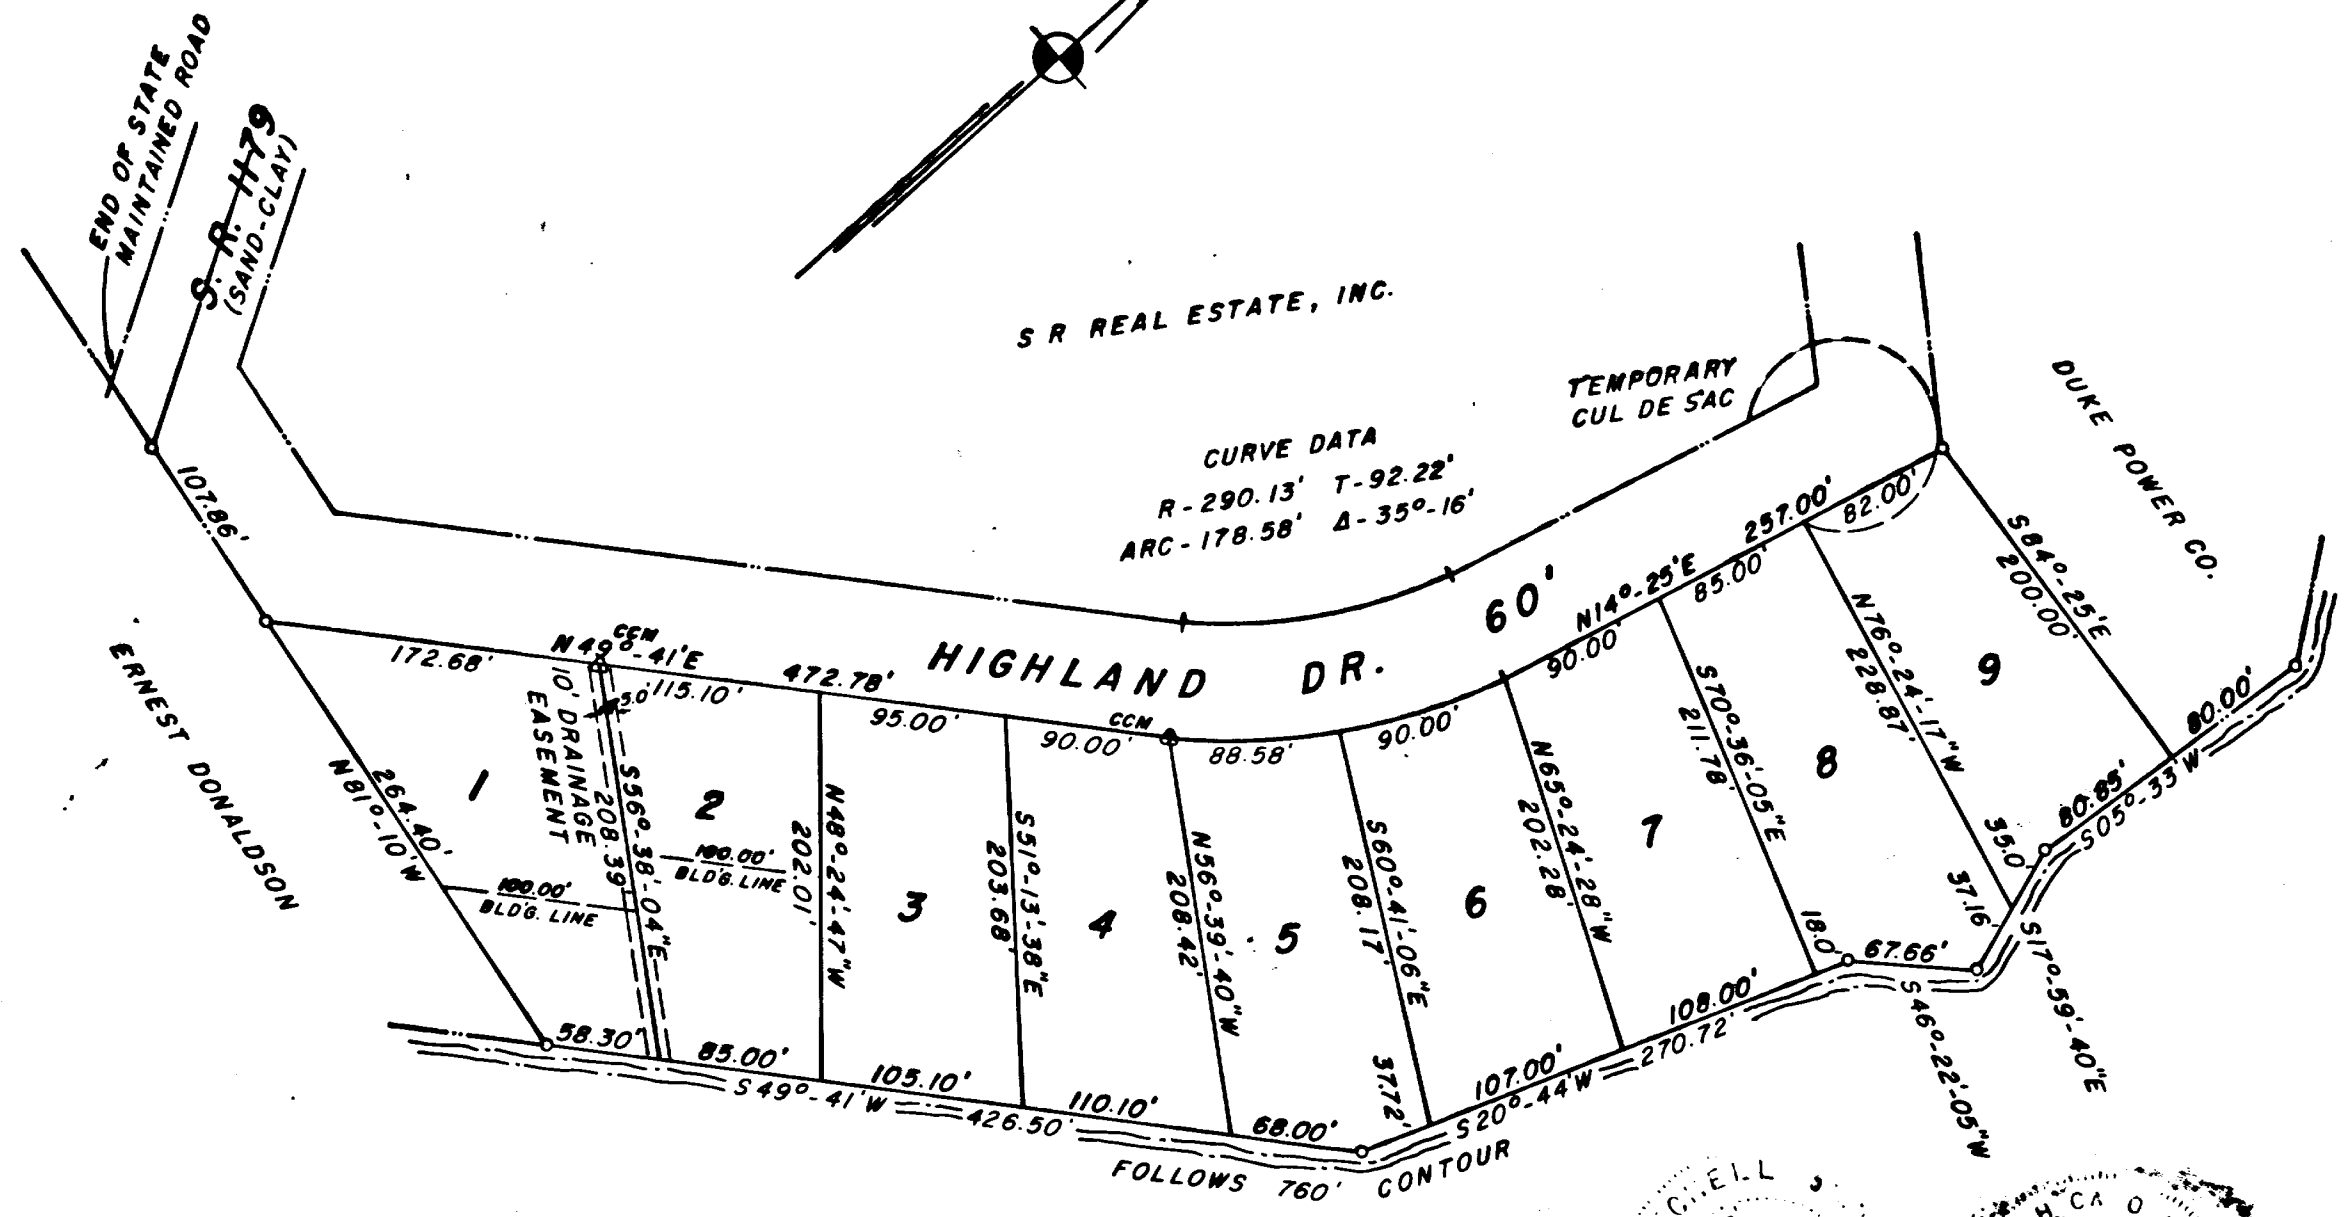 END OF STATE
MAINTAINED ROAD
S. R. 1179
(SAND-CLAY)
S R REAL ESTATE, INC.
TEMPORARY
CUL DE SAC
DUKE POWER CO.
CURVE DATA
R-290.13' T-92.22'
ARC-178.58' Δ-35°-16'
107.86'
ERNEST DONALDSON
N49°-41'E
CCM
172.68'
115.10'
472.78'
95.00'
90.00'
CCM
HIGHLAND DR.
60'
88.58'
90.00'
90.00'
N14°-25'E
85.00'
257.00'
82.00'
S84°-25'E
200.00'
264.40'
N81°-10'W
1
10' DRAINAGE
EASEMENT
5.0'
S56°-38'-04"E
208.39'
100.00'
BLD'G. LINE
2
100.00'
BLD'G. LINE
N48°-24'-47"W
202.01'
3
S51°-13'-38"E
203.68'
4
N56°-39'-40"W
208.42'
5
S60°-41'-06"E
208.17'
6
N65°-24'-28"W
202.28'
7
S70°-36'-05"E
211.78'
8
N76°-24'-17"W
228.87'
9
80.00'
80.85'
S05°-33'W
35.0'
37.16'
S17°-59'-40"E
67.66'
S46°-22'-05"W
18.0'
108.00'
270.72'
107.00'
S20°-44'W
37.72'
58.30'
85.00'
S49°-41'W
105.10'
426.50'
110.10'
68.00'
FOLLOWS 760' CONTOUR